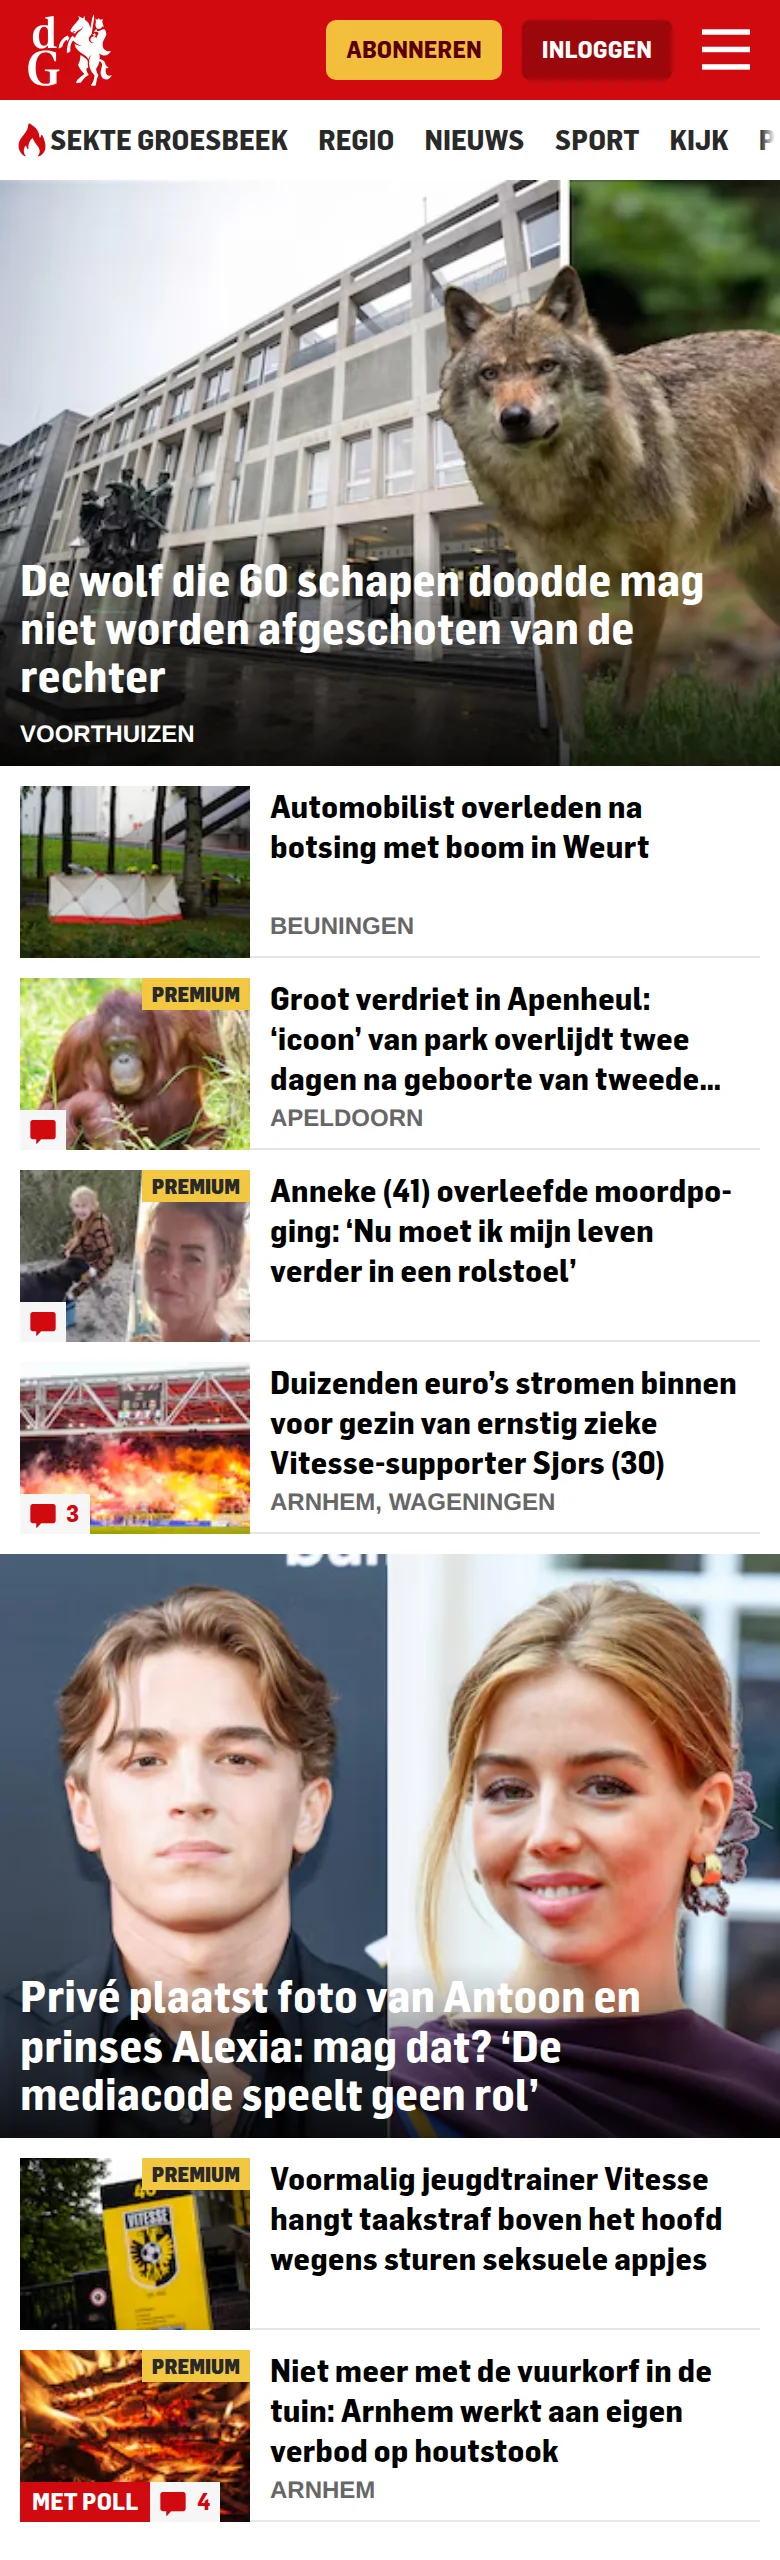 dG
ABONNEREN
INLOGGEN
SEKTE GROESBEEK
REGIO
NIEUWS
SPORT
KIJK
De wolf die 60 schapen doodde mag
niet worden afgeschoten van de
rechter
VOORTHUIZEN
Automobilist overleden na
botsing met boom in Weurt
BEUNINGEN
PREMIUM
Groot verdriet in Apenheul:
‘icoon’ van park overlijdt twee
dagen na geboorte van tweede...
APELDOORN
PREMIUM
Anneke (41) overleefde moordpo-
ging: ‘Nu moet ik mijn leven
verder in een rolstoel’
Duizenden euro’s stromen binnen
voor gezin van ernstig zieke
Vitesse-supporter Sjors (30)
3
ARNHEM, WAGENINGEN
Privé plaatst foto van Antoon en
prinses Alexia: mag dat? ‘De
mediacode speelt geen rol’
PREMIUM
VITESSE
Voormalig jeugdtrainer Vitesse
hangt taakstraf boven het hoofd
wegens sturen seksuele appjes
PREMIUM
Niet meer met de vuurkorf in de
tuin: Arnhem werkt aan eigen
verbod op houtstook
ARNHEM
MET POLL
4